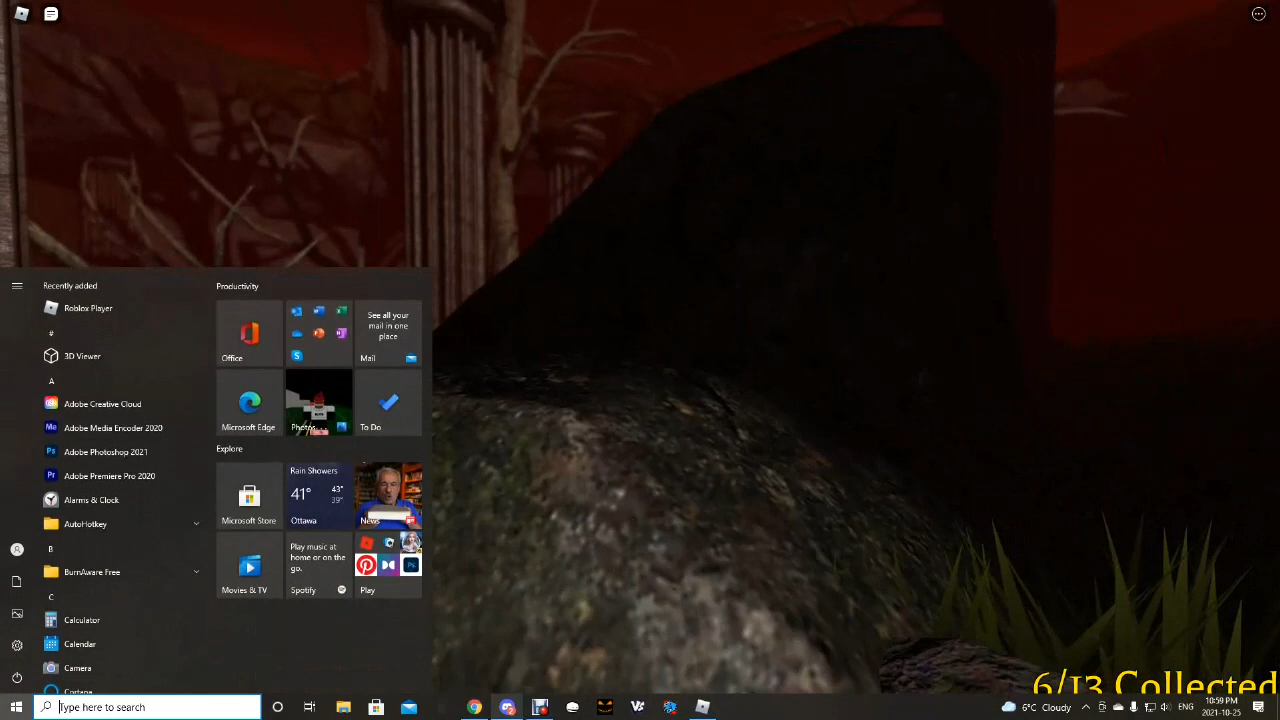 Recently added
Roblox Player
#
3D Viewer
A
Adobe Creative Cloud
Adobe Media Encoder 2020
Adobe Photoshop 2021
Adobe Premiere Pro 2020
Alarms & Clock
AutoHotkey
B
BurnAware Free
C
Calculator
Calendar
Camera
Cortana
Productivity
Office
See all your
mail in one
place
Mail
Microsoft Edge
Photos
To Do
Explore
Microsoft Store
Rain Showers
41° 43°
39°
Ottawa
News
Movies & TV
Play music at
home or on the
go.
Spotify
Play
6/13 Collected
Type here to search
6°C Cloudy
ENG
10:59 PM
2021-10-25